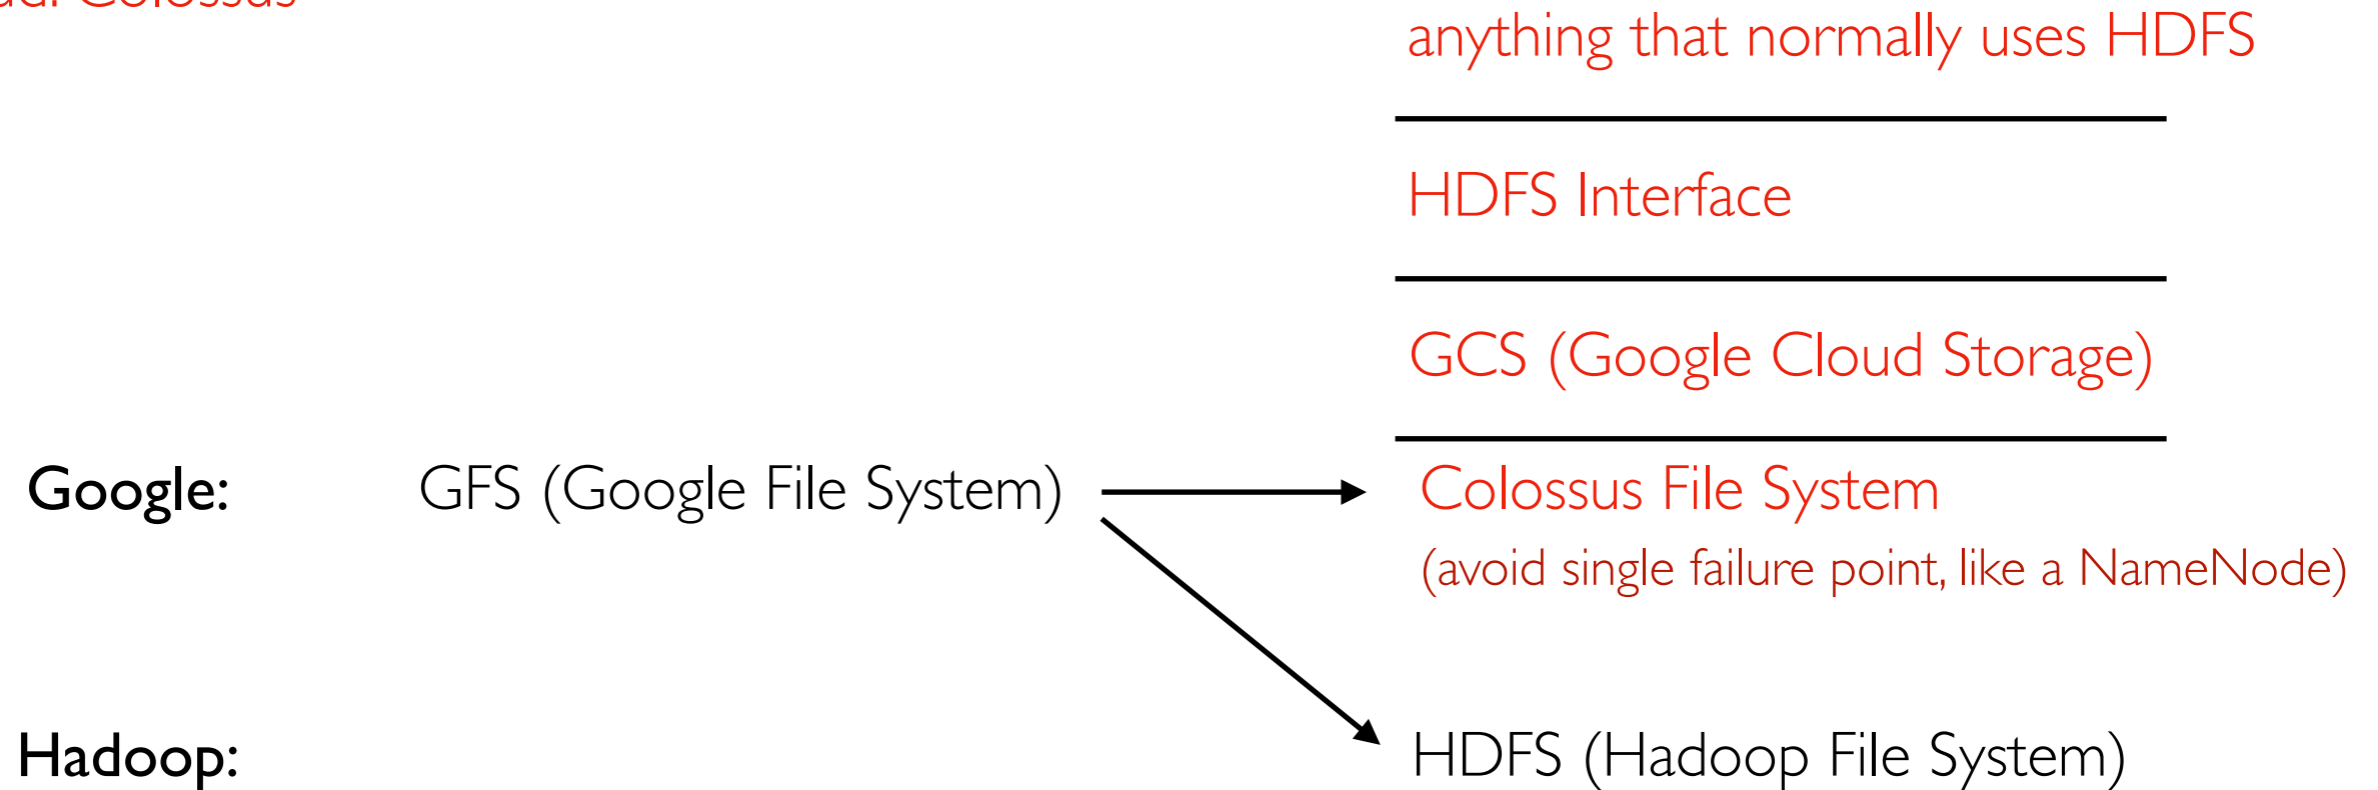 Colossus
anything that normally uses HDFS
HDFS Interface
GCS (Google Cloud Storage)
Google: GFS (Google File System) Colossus File System
(avoid single failure point, like a NameNode)
Hadoop: HDFS (Hadoop File System)